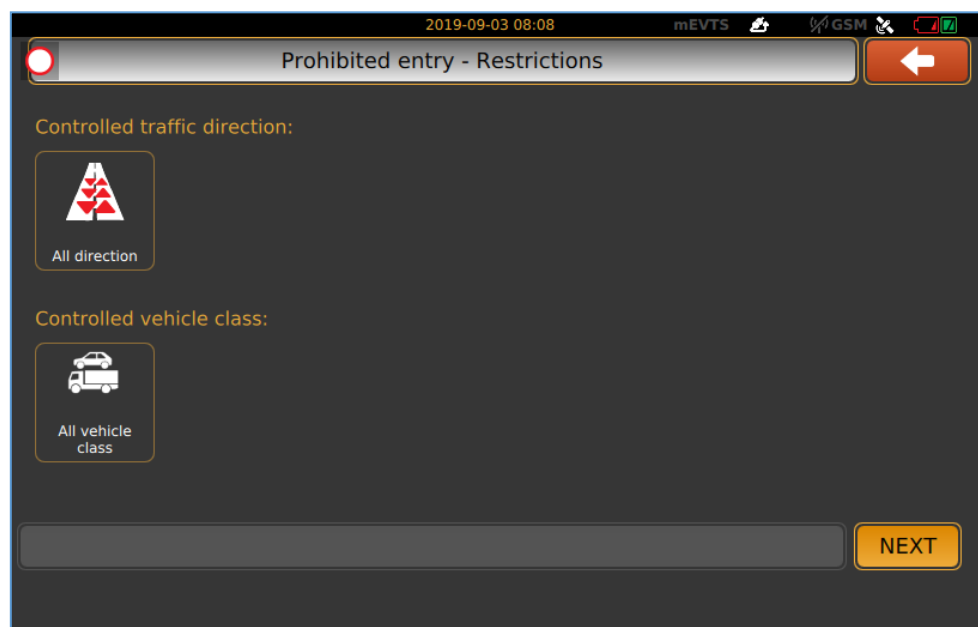 2019-09-03 08:08 mEVTS GSM
Prohibited entry - Restrictions
Controlled traffic direction:
All direction
Controlled vehicle class:
All vehicle
class
NEXT